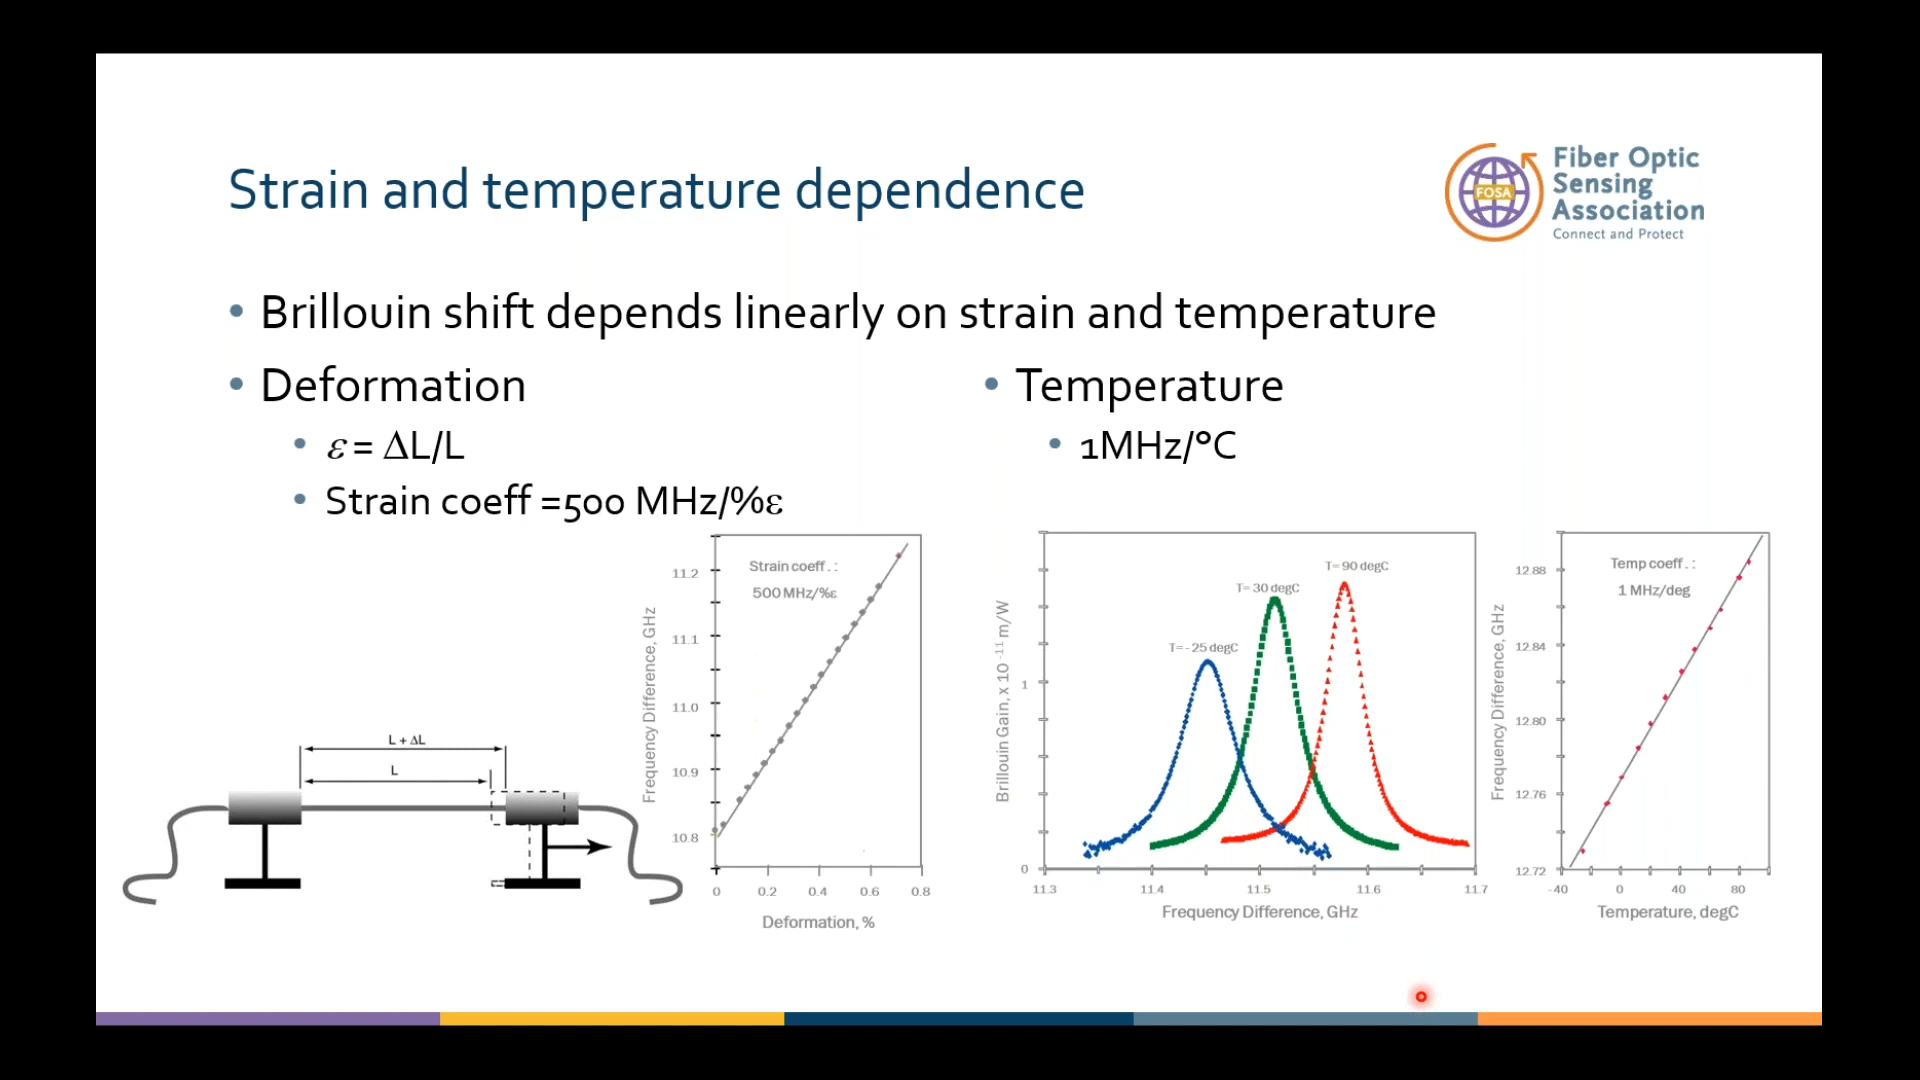 Strain and temperature dependence
FOSA
Fiber Optic
Sensing
Association
Connect and Protect
• Brillouin shift depends linearly on strain and temperature
• Deformation
• ε = ΔL/L
• Strain coeff =500 MHz/%ε
• Temperature
• 1MHz/°C
L + ΔL
L
Frequency Difference, GHz
Strain coeff. :
500 MHz/%ε
11.2
11.1
11.0
10.9
10.8
0 0.2 0.4 0.6 0.8
Deformation, %
Brillouin Gain, x 10 -11 m/W
T= 90 degC
T= 30 degC
T= -25 degC
1
0
11.3 11.4 11.5 11.6 11.7
Frequency Difference, GHz
Frequency Difference, GHz
Temp coeff. :
1 MHz/deg
12.88
12.84
12.80
12.76
12.72
-40 0 40 80
Temperature, degC